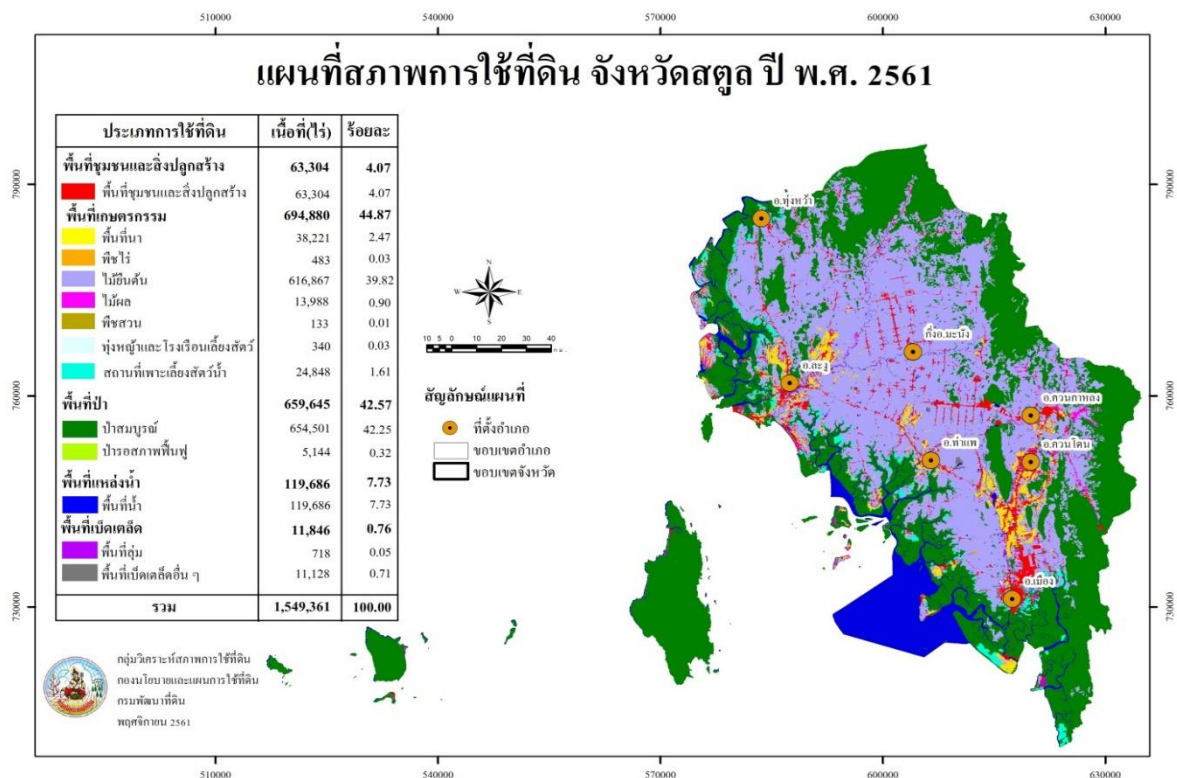 510000 540000 570000 600000 630000
แผนที่สภาพการใช้ที่ดิน จังหวัดสตูล ปี พ.ศ. 2561
ประเภทการใช้ที่ดิน เนื้อที่(ไร่) ร้อยละ
พื้นที่ชุมชนและสิ่งปลูกสร้าง 63,304 4.07
พื้นที่ชุมชนและสิ่งปลูกสร้าง 63,304 4.07
พื้นที่เกษตรกรรม 694,880 44.87
พื้นที่นา 38,221 2.47
พืชไร่ 483 0.03
ไม้ยืนต้น 616,867 39.82
ไม้ผล 13,988 0.90
พืชสวน 133 0.01
ทุ่งหญ้าและโรงเรือนเลี้ยงสัตว์ 340 0.03
สถานที่เพาะเลี้ยงสัตว์น้ำ 24,848 1.61
พื้นที่ป่า 659,645 42.57
ป่าสมบูรณ์ 654,501 42.25
ป่ารอสภาพฟื้นฟู 5,144 0.32
พื้นที่แหล่งน้ำ 119,686 7.73
พื้นที่น้ำ 119,686 7.73
พื้นที่เบ็ดเตล็ด 11,846 0.76
พื้นที่ลุ่ม 718 0.05
พื้นที่เบ็ดเตล็ดอื่น ๆ 11,128 0.71
รวม 1,549,361 100.00
กลุ่มวิเคราะห์สภาพการใช้ที่ดิน
กองนโยบายและแผนการใช้ที่ดิน
กรมพัฒนาที่ดิน
พฤศจิกายน 2561
N
W E
S
10 5 0 10 20 30 40
กม.
สัญลักษณ์แผนที่
ที่ตั้งอำเภอ
ขอบเขตอำเภอ
ขอบเขตจังหวัด
อ.ทุ่งหว้า
กิ่งอ.มะนัง
อ.ละงู
อ.ควนกาหลง
อ.ท่าแพ
อ.ควนโดน
อ.เมือง
790000 790000
760000 760000
730000 730000
510000 540000 570000 600000 630000